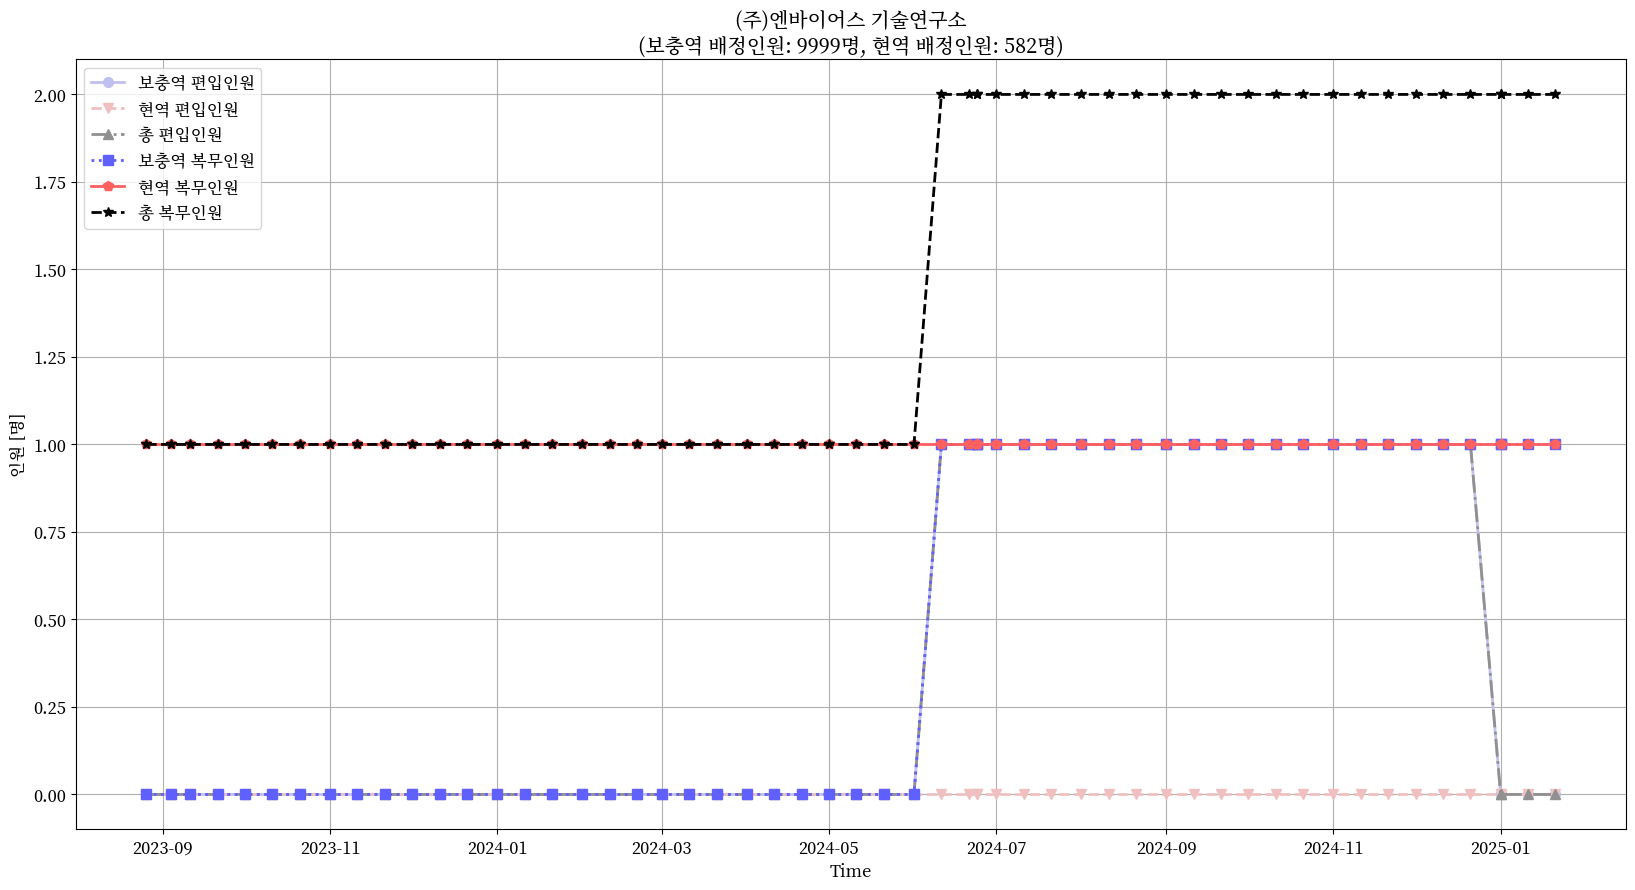 (주)엔바이어스 기술연구소
(보충역 배정인원: 9999명, 현역 배정인원: 582명)
보충역 편입인원
현역 편입인원
총 편입인원
보충역 복무인원
현역 복무인원
총 복무인원
인원 [명]
2.00
1.75
1.50
1.25
1.00
0.75
0.50
0.25
0.00
2023-09
2023-11
2024-01
2024-03
2024-05
2024-07
2024-09
2024-11
2025-01
Time